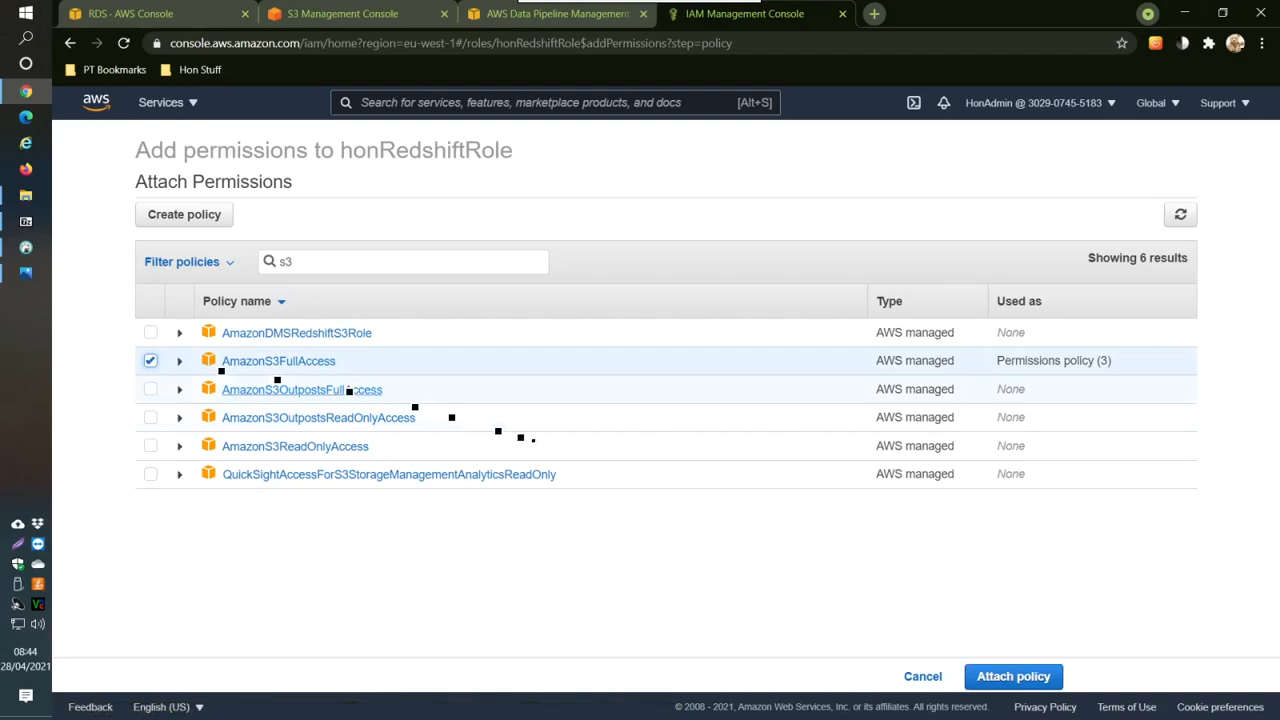 RDS - AWS Console
S3 Management Console
AWS Data Pipeline Management
IAM Management Console
console.aws.amazon.com/iam/home?region=eu-west-1#/roles/honRedshiftRole$addPermissions?step=policy
PT Bookmarks
Hon Stuff
aws
Services
Search for services, features, marketplace products, and docs
[Alt+S]
HonAdmin @ 3029-0745-5183
Global
Support
Add permissions to honRedshiftRole
Attach Permissions
Create policy
Filter policies
s3
Showing 6 results
Policy name
Type
Used as
AmazonDMSRedshiftS3Role
AWS managed
None
AmazonS3FullAccess
AWS managed
Permissions policy (3)
AmazonS3OutpostsFullAccess
AWS managed
None
AmazonS3OutpostsReadOnlyAccess
AWS managed
None
AmazonS3ReadOnlyAccess
AWS managed
None
QuickSightAccessForS3StorageManagementAnalyticsReadOnly
AWS managed
None
08:44
28/04/2021
Cancel
Attach policy
Feedback
English (US)
© 2008 - 2021, Amazon Web Services, Inc. or its affiliates. All rights reserved.
Privacy Policy
Terms of Use
Cookie preferences